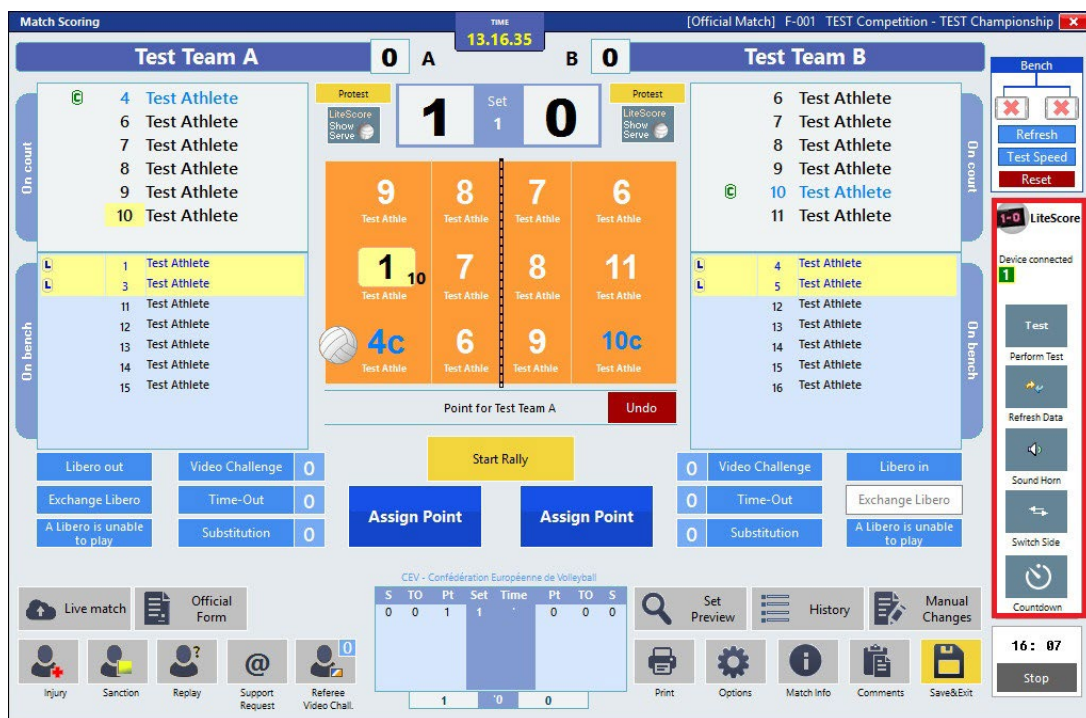 Match Scoring
TIME
13.16.35
[Official Match] F-001 TEST Competition - TEST Championship
Test Team A
0 A
B 0
Test Team B
On court
C 4 Test Athlete
6 Test Athlete
7 Test Athlete
8 Test Athlete
9 Test Athlete
10 Test Athlete
On bench
L 1 Test Athlete
L 3 Test Athlete
11 Test Athlete
12 Test Athlete
13 Test Athlete
14 Test Athlete
15 Test Athlete
Protest
LiteScore
Show
Serve
1 Set 0
1
Protest
LiteScore
Show
Serve
9 8 7 6
Test Athle Test Athle Test Athle Test Athle
1 10 7 8 11
Test Athle Test Athle Test Athle Test Athle
4c 6 9 10c
Test Athle Test Athle Test Athle Test Athle
Point for Test Team A
Undo
Start Rally
Assign Point
Assign Point
On court
6 Test Athlete
7 Test Athlete
8 Test Athlete
9 Test Athlete
C 10 Test Athlete
11 Test Athlete
On bench
L 4 Test Athlete
L 5 Test Athlete
12 Test Athlete
13 Test Athlete
14 Test Athlete
15 Test Athlete
16 Test Athlete
Libero out
Video Challenge 0
Exchange Libero
Time-Out 0
A Libero is unable
to play
Substitution 0
0 Video Challenge
Libero in
0 Time-Out
Exchange Libero
0 Substitution
A Libero is unable
to play
Bench
Refresh
Test Speed
Reset
1-0 LiteScore
Device connected
1
Test
Perform Test
Refresh Data
Sound Horn
Switch Side
Countdown
16: 07
Stop
CEV - Confédération Européenne de Volleyball
S TO Pt Set Time Pt TO S
0 0 1 1 ' 0 0 0
1 '0 0
Live match
Official
Form
Set
Preview
History
Manual
Changes
Injury
Sanction
?
Replay
@
Support
Request
0
Referee
Video Chall.
Print
Options
Match Info
Comments
Save&Exit